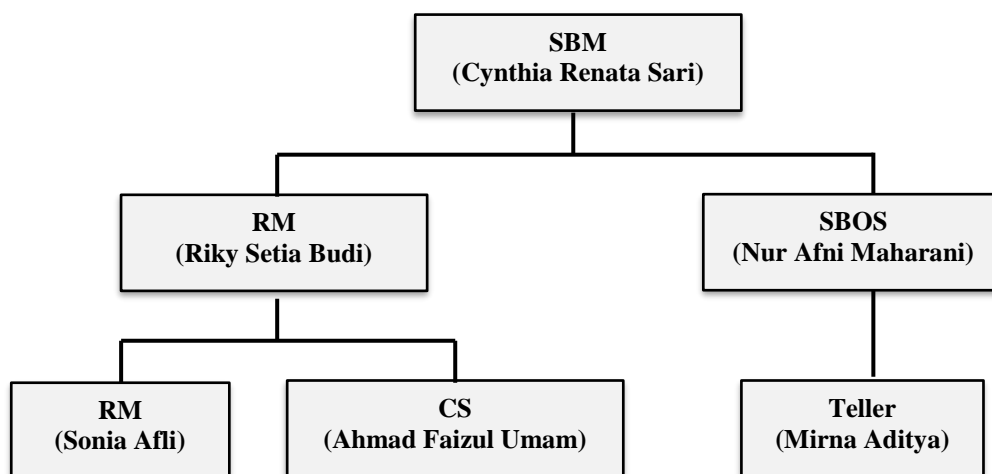 SBM
(Cynthia Renata Sari)
RM
(Riky Setia Budi)
SBOS
(Nur Afni Maharani)
RM
(Sonia Afli)
CS
(Ahmad Faizul Umam)
Teller
(Mirna Aditya)